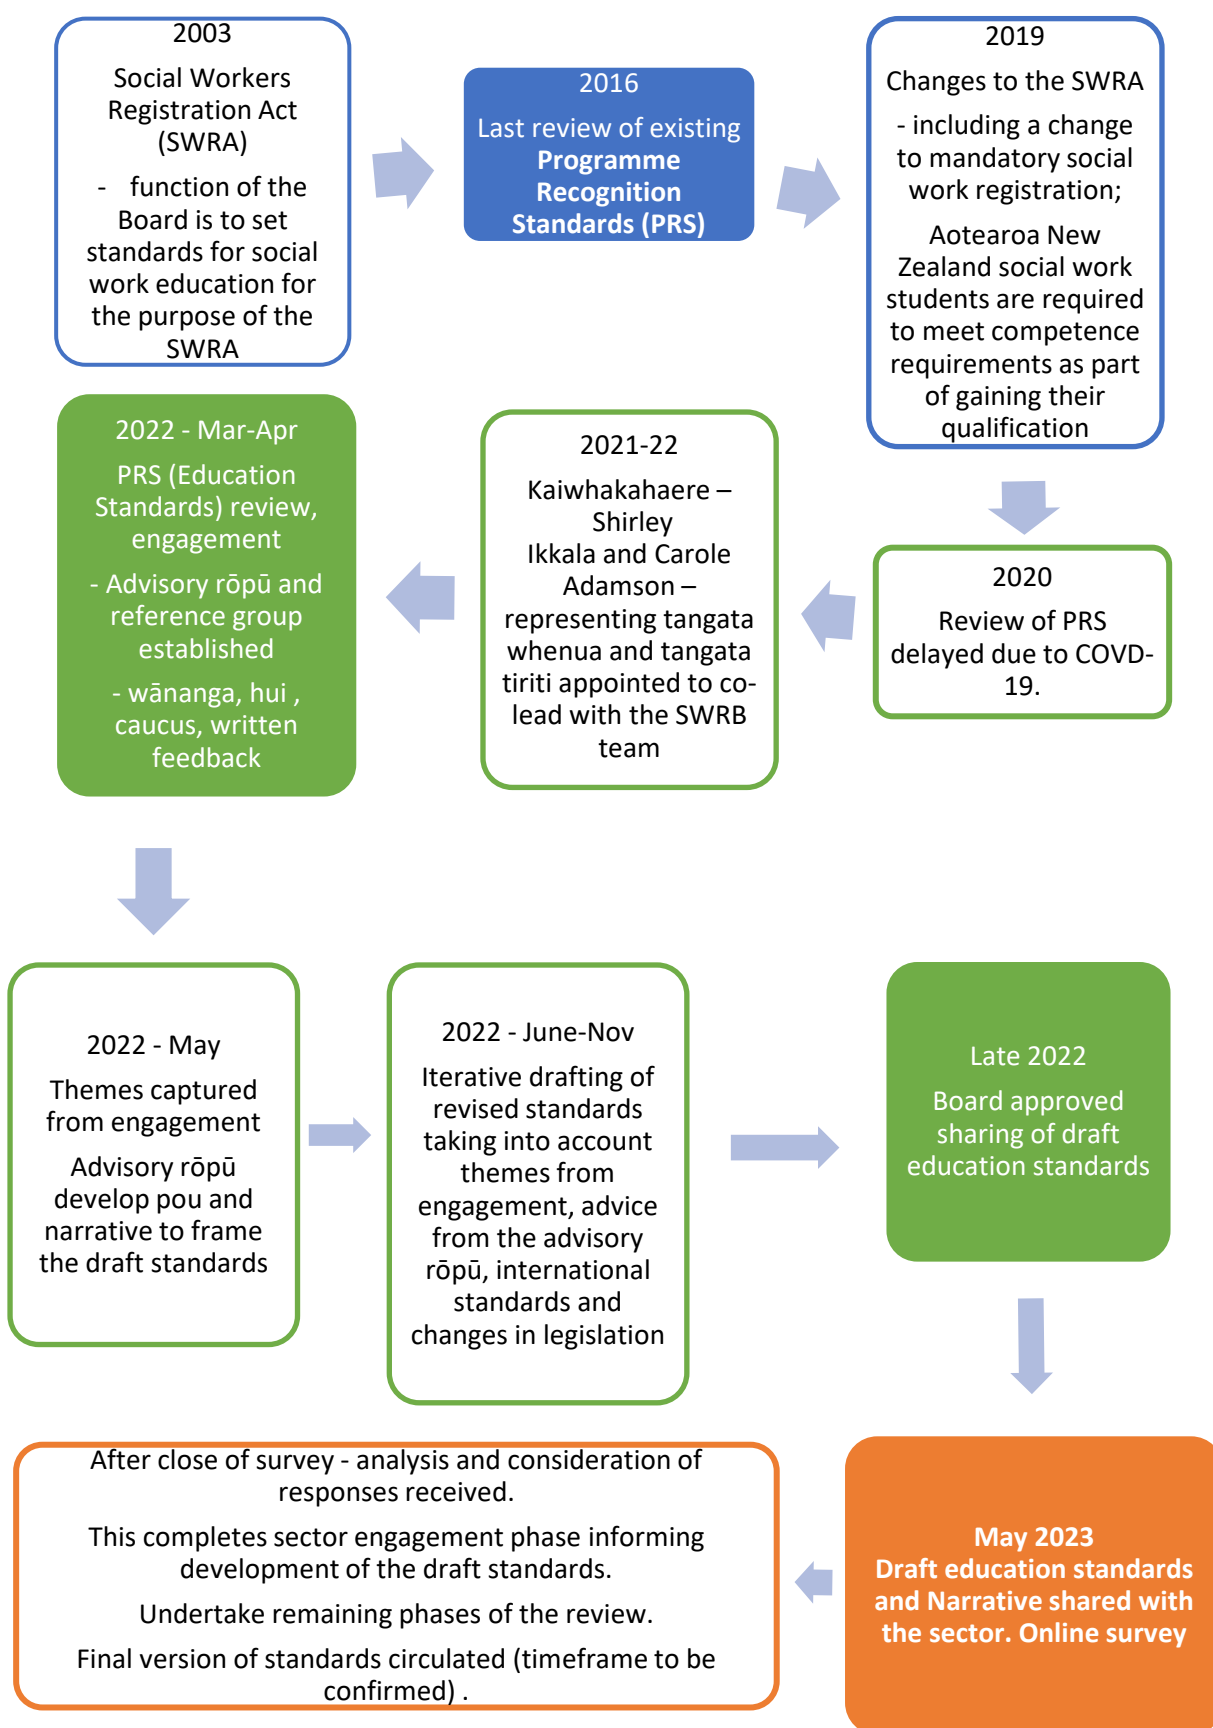 2003
Social Workers
Registration Act
(SWRA)
- function of the
Board is to set
standards for social
work education for
the purpose of the
SWRA
2016
Last review of existing
Programme
Recognition
Standards (PRS)
2019
Changes to the SWRA
- including a change
to mandatory social
work registration;
Aotearoa New
Zealand social work
students are required
to meet competence
requirements as part
of gaining their
qualification
2020
Review of PRS
delayed due to COVD-
19.
2021-22
Kaiwhakahaere –
Shirley
Ikkala and Carole
Adamson –
representing tangata
whenua and tangata
tiriti appointed to co-
lead with the SWRB
team
2022 - Mar-Apr
PRS (Education
Standards) review,
engagement
- Advisory rōpū and
reference group
established
- wānanga, hui ,
caucus, written
feedback
2022 - May
Themes captured
from engagement
Advisory rōpū
develop pou and
narrative to frame
the draft standards
2022 - June-Nov
Iterative drafting of
revised standards
taking into account
themes from
engagement, advice
from the advisory
rōpū, international
standards and
changes in legislation
Late 2022
Board approved
sharing of draft
education standards
May 2023
Draft education standards
and Narrative shared with
the sector. Online survey
After close of survey - analysis and consideration of
responses received.
This completes sector engagement phase informing
development of the draft standards.
Undertake remaining phases of the review.
Final version of standards circulated (timeframe to be
confirmed) .